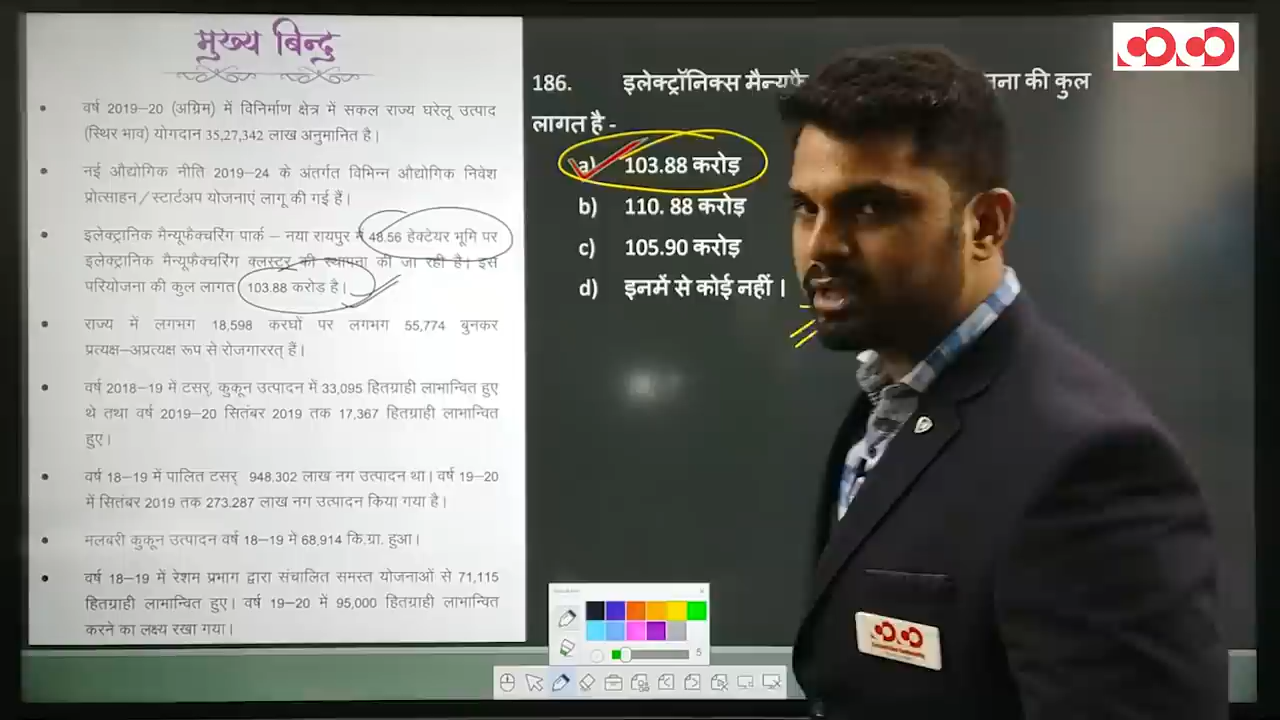 मुख्य बिन्दु
वर्ष 2019–20 (अग्रिम) में विनिर्माण क्षेत्र में सकल राज्य घरेलू उत्पाद
(स्थिर भाव) योगदान 35,27,342 लाख अनुमानित है।
नई औद्योगिक नीति 2019–24 के अंतर्गत विभिन्न औद्योगिक निवेश
प्रोत्साहन/स्टार्टअप योजनाएं लागू की गई हैं।
इलेक्ट्रानिक मैन्यूफैक्चरिंग पार्क – नया रायपुर में 48.56 हेक्टेयर भूमि पर
इलेक्ट्रानिक मैन्यूफैक्चरिंग क्लस्टर की स्थापना की जा रही है। इस
परियोजना की कुल लागत 103.88 करोड़ है।
राज्य में लगभग 18,598 करघों पर लगभग 55,774 बुनकर
प्रत्यक्ष–अप्रत्यक्ष रूप से रोजगाररत् हैं।
वर्ष 2018–19 में टसर, कुकून उत्पादन में 33,095 हितग्राही लाभान्वित हुए
थे तथा वर्ष 2019–20 सितंबर 2019 तक 17,367 हितग्राही लाभान्वित
हुए।
वर्ष 18–19 में पालित टसर् 948.302 लाख नग उत्पादन था। वर्ष 19–20
में सितंबर 2019 तक 273.287 लाख नग उत्पादन किया गया है।
मलबरी कुकून उत्पादन वर्ष 18–19 में 68,914 कि.ग्रा. हुआ।
वर्ष 18–19 में रेशम प्रभाग द्वारा संचालित समस्त योजनाओं से 71,115
हितग्राही लाभान्वित हुए। वर्ष 19–20 में 95,000 हितग्राही लाभान्वित
करने का लक्ष्य रखा गया।
186. इलेक्ट्रॉनिक्स की कुल
लागत है -
a) 103.88 करोड़
b) 110. 88 करोड़
c) 105.90 करोड़
d) इनमें से कोई नहीं।
5